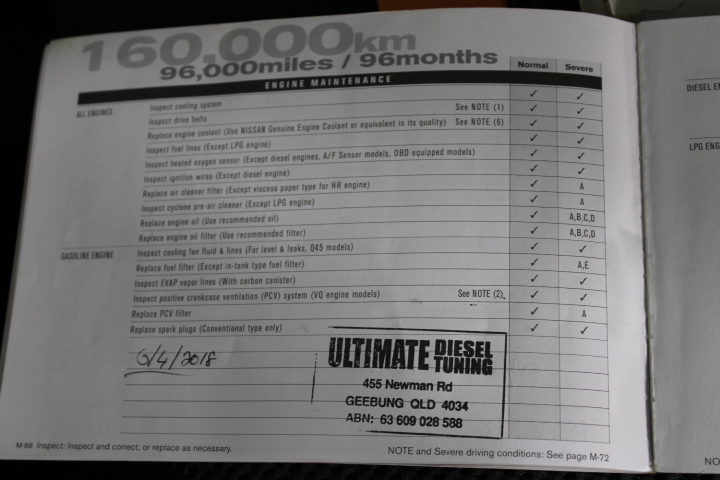 160,000km
96,000miles / 96months
Normal Severe
ENGINE MAINTENANCE
ALL ENGINES Inspect cooling system ✓ ✓
Inspect drive belts See NOTE (1) ✓ ✓
Replace engine coolant (Use NISSAN Genuine Engine Coolant or equivalent in its quality) See NOTE (6) ✓ ✓
Inspect fuel lines (Except LPG engine) ✓ ✓
Inspect heated oxygen sensor (Except diesel engines, A/F Sensor models, OBD equipped models) ✓ ✓
Inspect ignition wires (Except diesel engine) ✓ ✓
Replace air cleaner filter (Except viscous paper type for HR engine) ✓ A
Inspect cyclone pre-air cleaner (Except LPG engine) ✓ A
Replace engine oil (Use recommended oil) ✓ A,B,C,D
Replace engine oil filter (Use recommended filter) ✓ A,B,C,D
GASOLINE ENGINE Inspect cooling fan fluid & lines (For level & leaks, Q45 models) ✓ ✓
Replace fuel filter (Except in-tank type fuel filter) ✓ A,E
Inspect EVAP vapor lines (With carbon canister) ✓ ✓
Inspect positive crankcase ventilation (PCV) system (VQ engine models) See NOTE (2) ✓ ✓
Replace PCV filter ✓ A
Replace spark plugs (Conventional type only) ✓ ✓
6/4/2018
ULTIMATE DIESEL TUNING
455 Newman Rd
GEEBUNG QLD 4034
ABN: 63 609 028 588
M-68 Inspect: Inspect and correct, or replace as necessary.
NOTE and Severe driving conditions: See page M-72
DIESEL EN
LPG ENG
NO